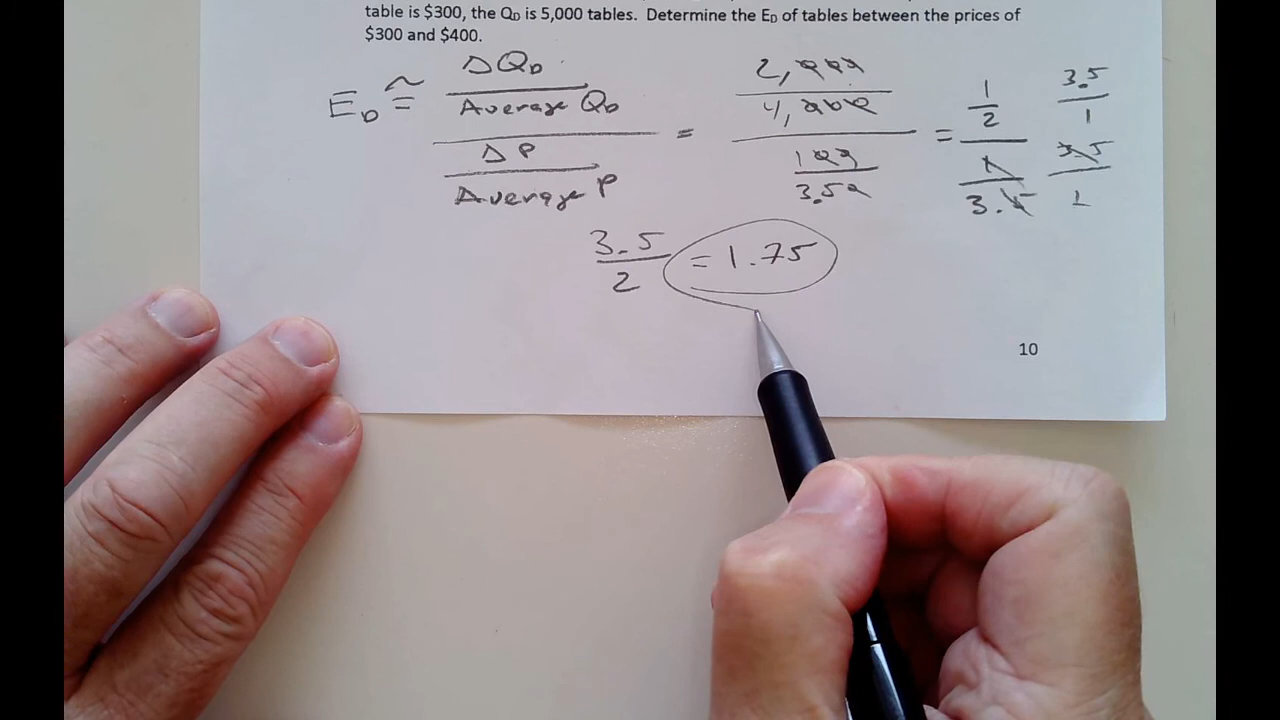 table is $300, the QD is 5,000 tables. Determine the ED of tables between the prices of
$300 and $400.
ED ≅ ΔQD / Average QD / ΔP / Average P = 2,000 / 4,000 / 100 / 350 = 1/2 / 1/3.5 3.5/1 3.5/1
3.5/2 = 1.75
10